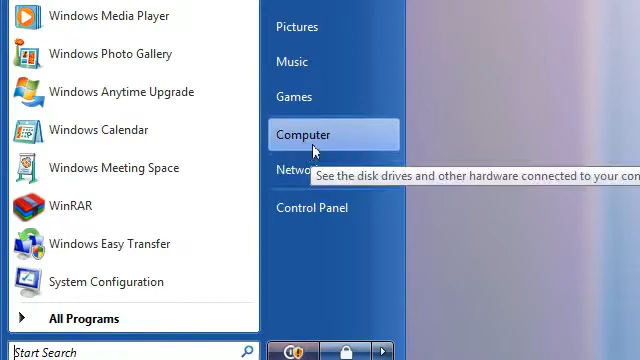 Windows Media Player
Windows Photo Gallery
Windows Anytime Upgrade
Windows Calendar
Windows Meeting Space
WinRAR
Windows Easy Transfer
System Configuration
All Programs
Start Search
Pictures
Music
Games
Computer
See the disk drives and other hardware connected to your
Control Panel